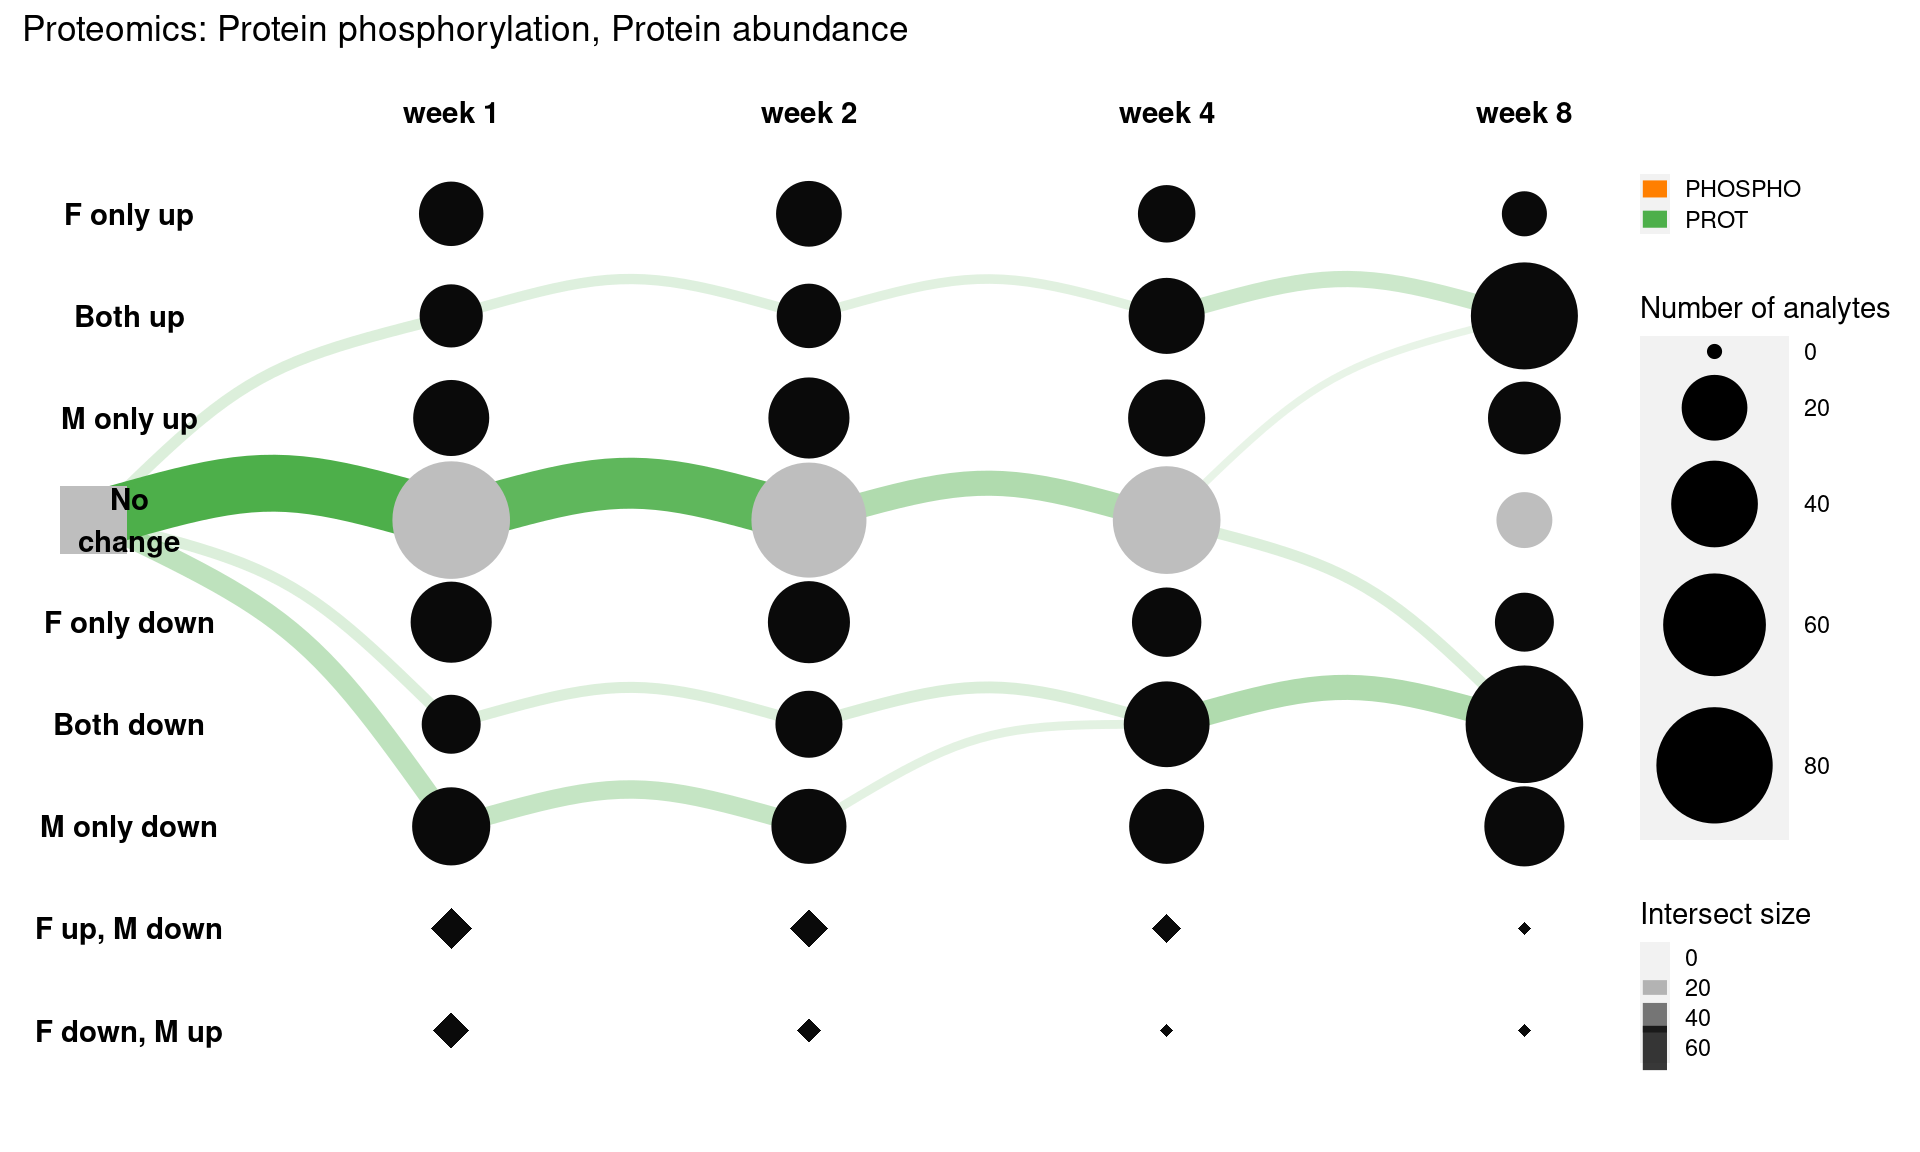 Proteomics: Protein phosphorylation, Protein abundance
week 1
week 2
week 4
week 8
F only up
Both up
M only up
No
change
F only down
Both down
M only down
F up, M down
F down, M up
PHOSPHO
PROT
Number of analytes
0
20
40
60
80
Intersect size
0
20
40
60